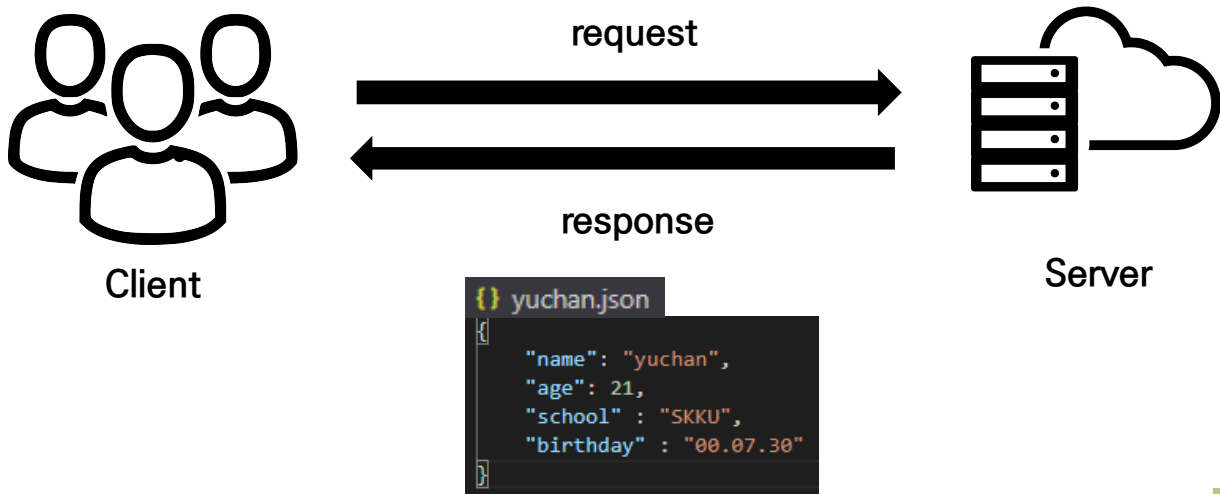 request
response
Client
Server
{} yuchan.json
{
"name": "yuchan",
"age": 21,
"school" : "SKKU",
"birthday" : "00.07.30"
}